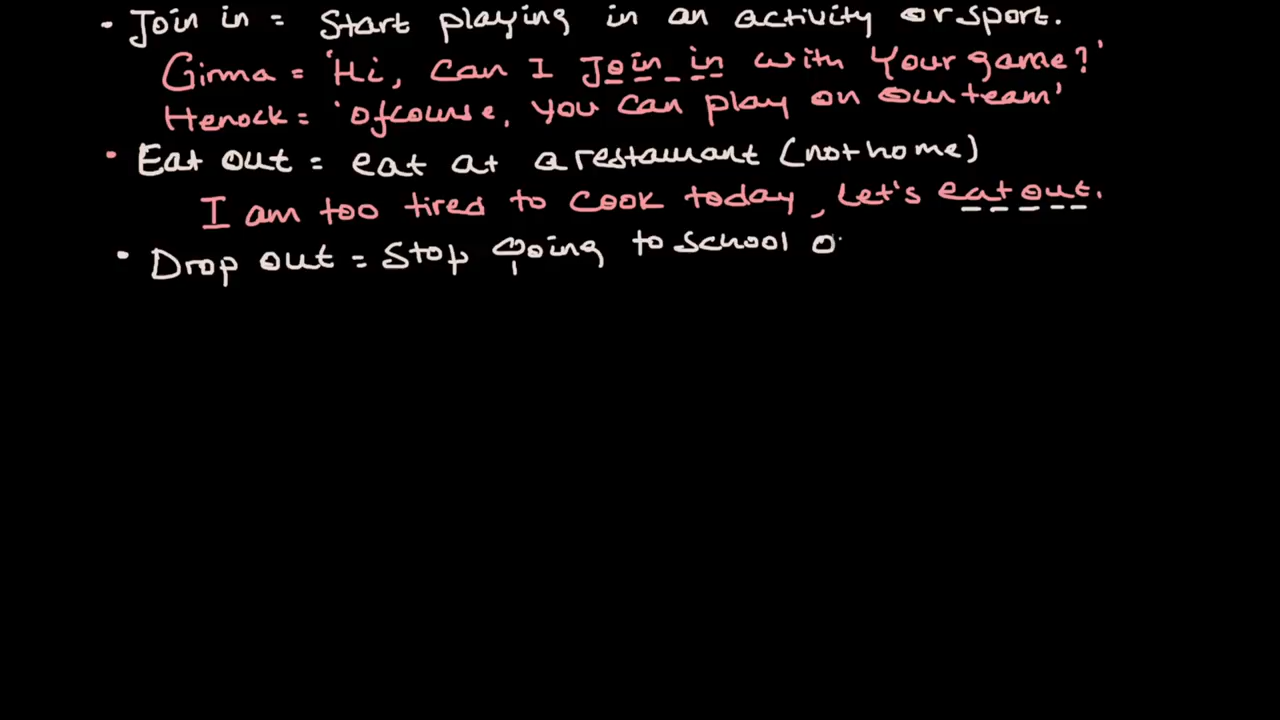 • Join in = Start playing in an activity or sport.
Girma = 'Hi, Can I Join in with Your game?'
Henock = 'ofcourse, you can play on our team'
• Eat out = eat at a restaurant (not home)
I am too tired to cook today, Let's eat out.
• Drop out = Stop going to school o